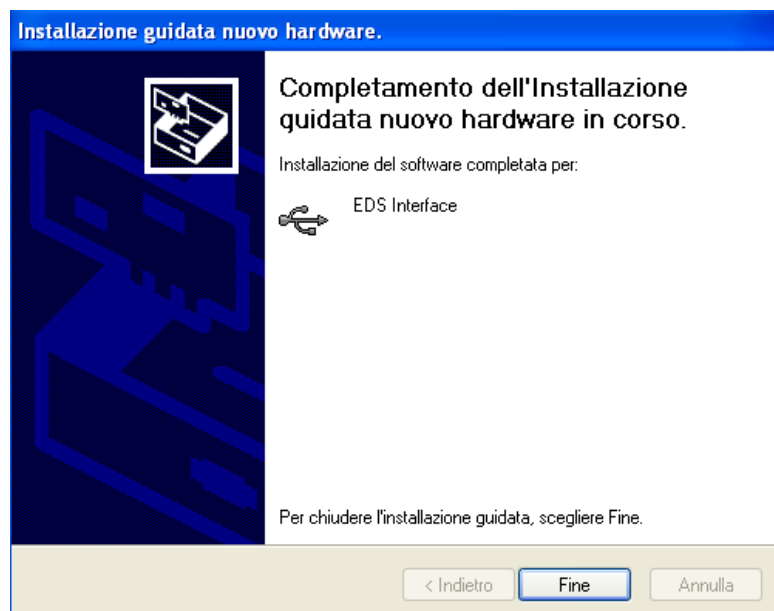 Installazione guidata nuovo hardware.
Completamento dell'Installazione
guidata nuovo hardware in corso.
Installazione del software completata per:
EDS Interface
Per chiudere l'installazione guidata, scegliere Fine.
< Indietro
Fine
Annulla